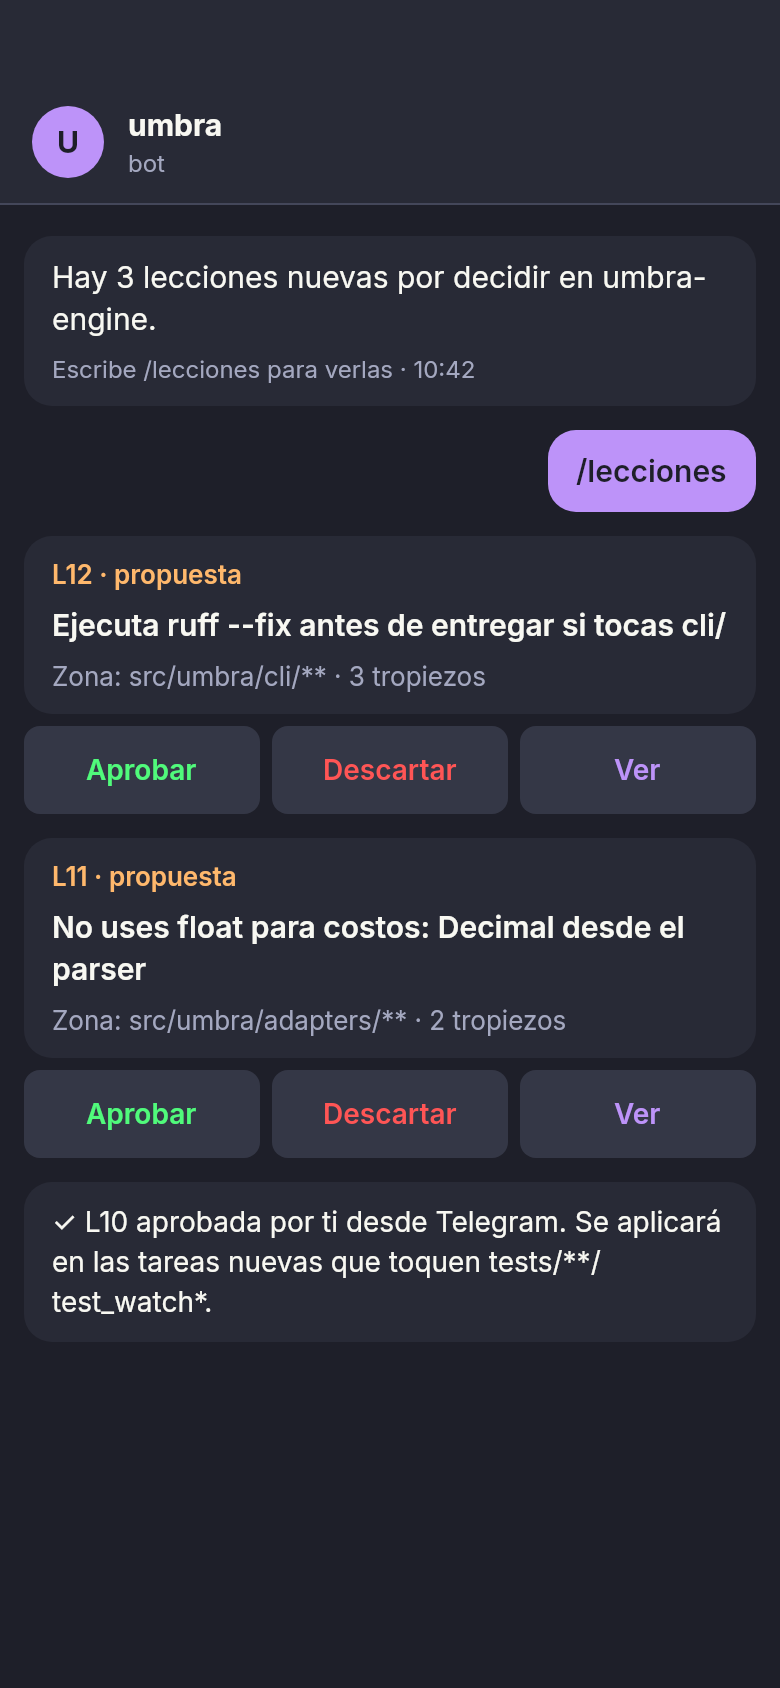 U
umbra
bot
Hay 3 lecciones nuevas por decidir en umbra-
engine.
Escribe /lecciones para verlas · 10:42
/lecciones
L12 · propuesta
Ejecuta ruff --fix antes de entregar si tocas cli/
Zona: src/umbra/cli/** · 3 tropiezos
Aprobar
Descartar
Ver
L11 · propuesta
No uses float para costos: Decimal desde el
parser
Zona: src/umbra/adapters/** · 2 tropiezos
Aprobar
Descartar
Ver
✓ L10 aprobada por ti desde Telegram. Se aplicará
en las tareas nuevas que toquen tests/**/
test_watch*.